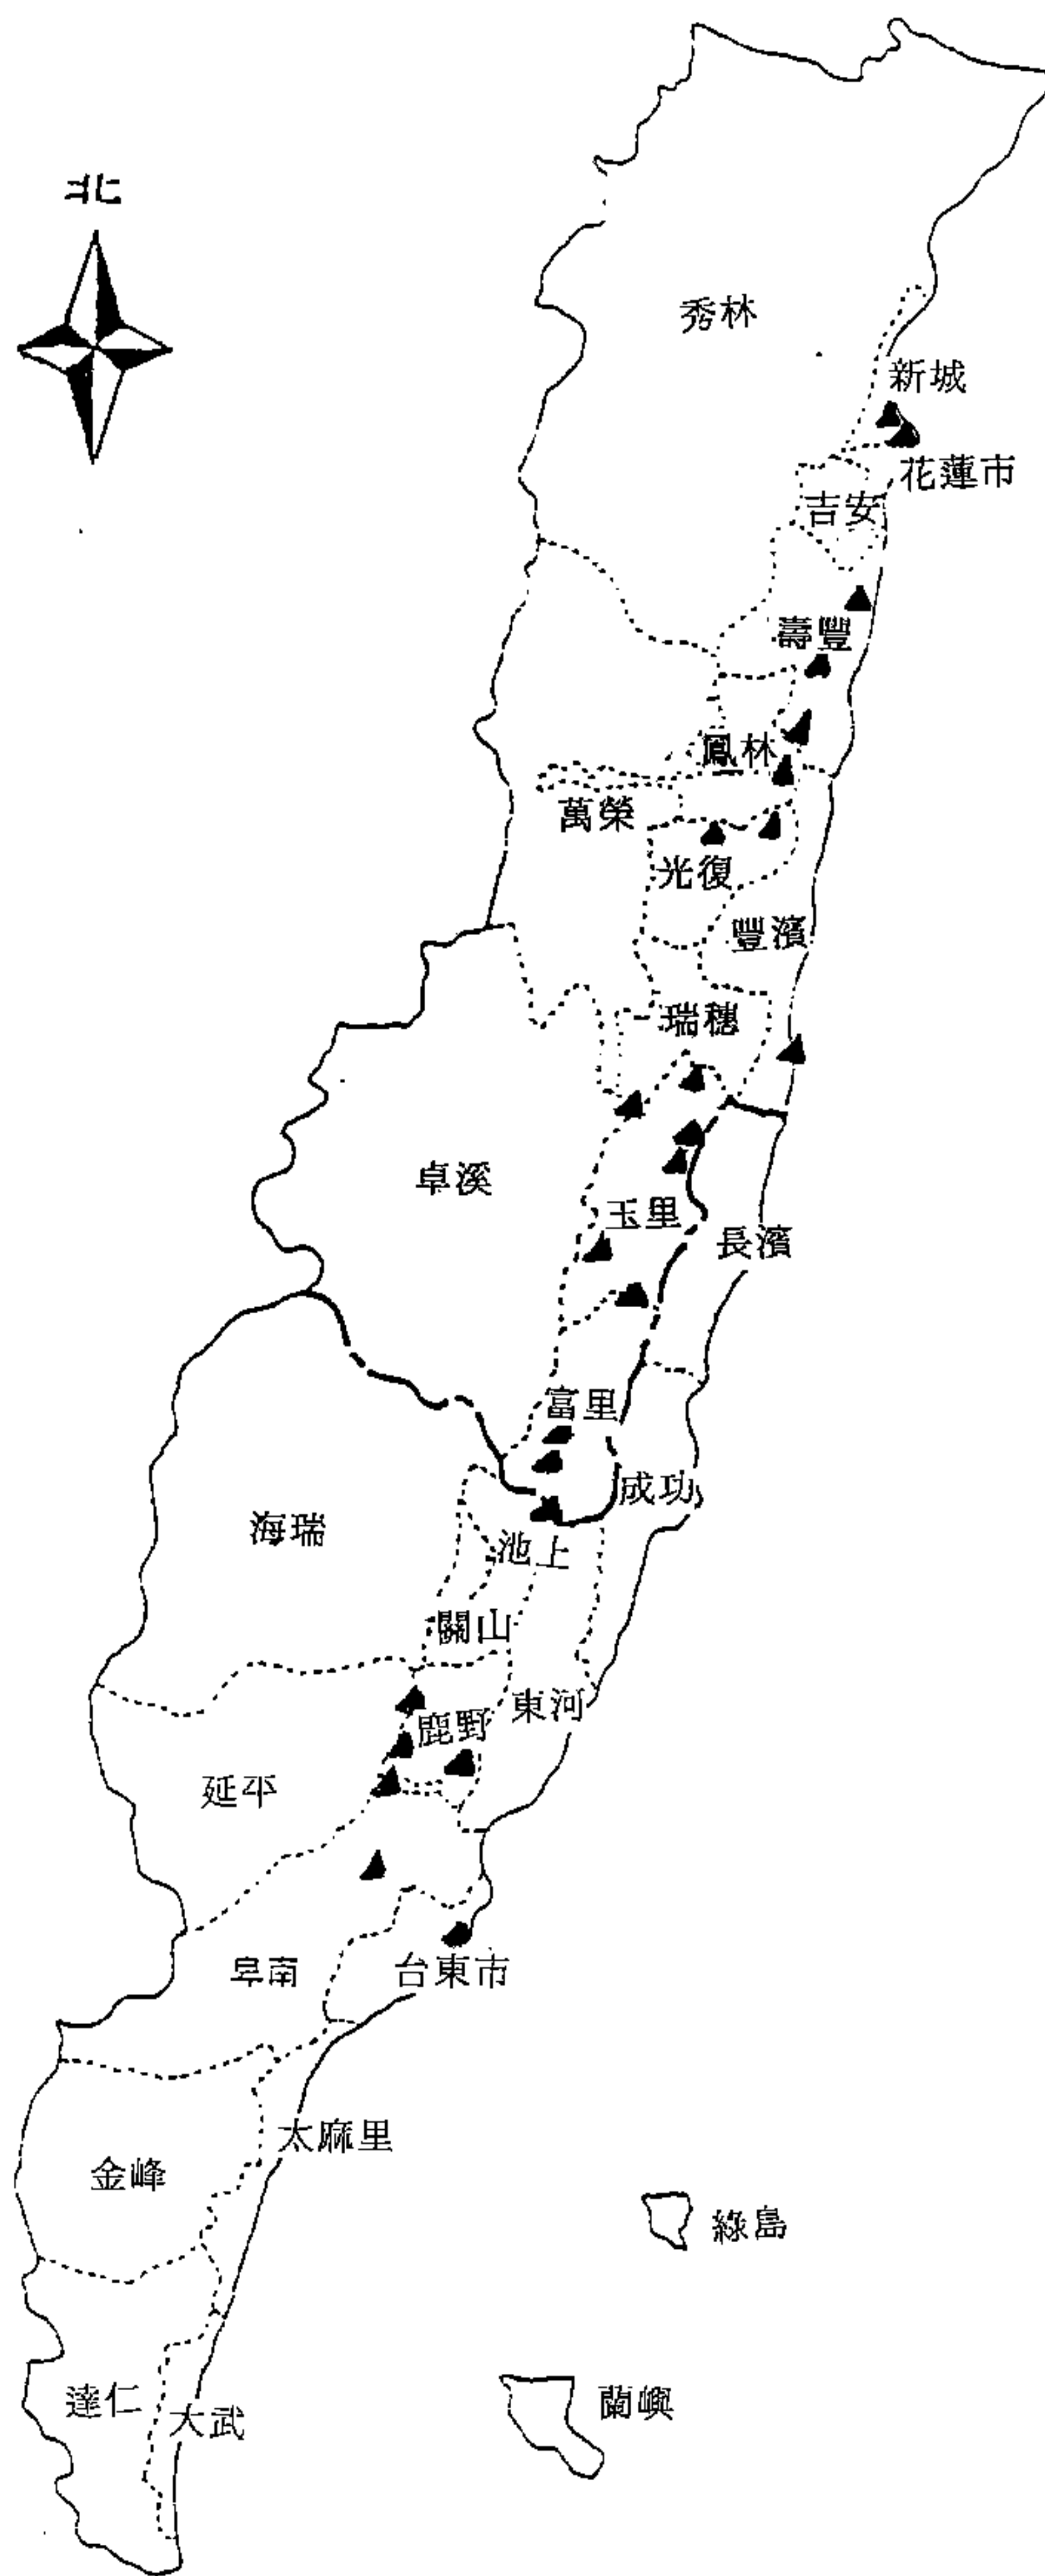 北
秀林
新城
花蓮市
吉安
壽豐
鳳林
萬榮
光復
豐濱
瑞穗
卓溪
玉里
長濱
富里
成功
海瑞
池上
關山
東河
鹿野
延平
卑南
台東市
太麻里
金峰
綠島
達仁
大武
蘭嶼